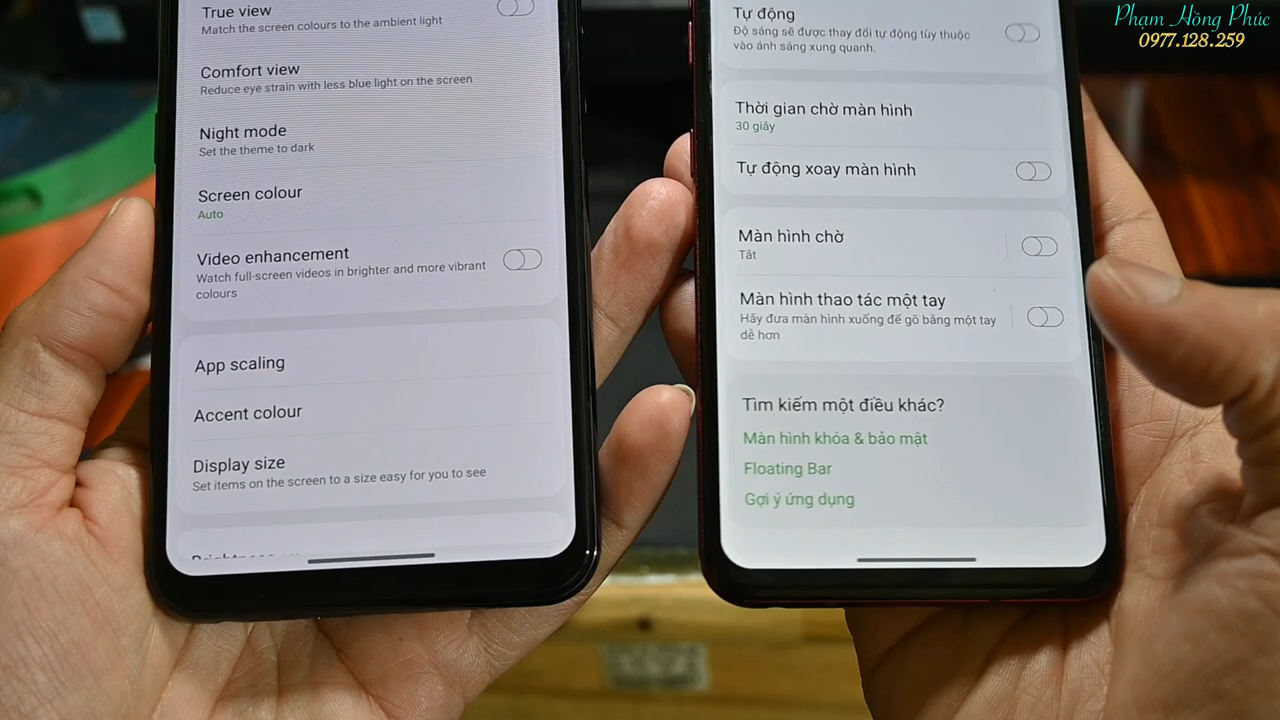 Phạm Hồng Phúc
0977.128.259
True view
Match the screen colours to the ambient light
Comfort view
Reduce eye strain with less blue light on the screen
Night mode
Set the theme to dark
Screen colour
Auto
Video enhancement
Watch full-screen videos in brighter and more vibrant
colours
App scaling
Accent colour
Display size
Set items on the screen to a size easy for you to see
Tự động
Độ sáng sẽ được thay đổi tự động tùy thuộc
vào ánh sáng xung quanh.
Thời gian chờ màn hình
30 giây
Tự động xoay màn hình
Màn hình chờ
Tắt
Màn hình thao tác một tay
Hãy đưa màn hình xuống để gõ bằng một tay
dễ hơn
Tìm kiếm một điều khác?
Màn hình khóa & bảo mật
Floating Bar
Gợi ý ứng dụng